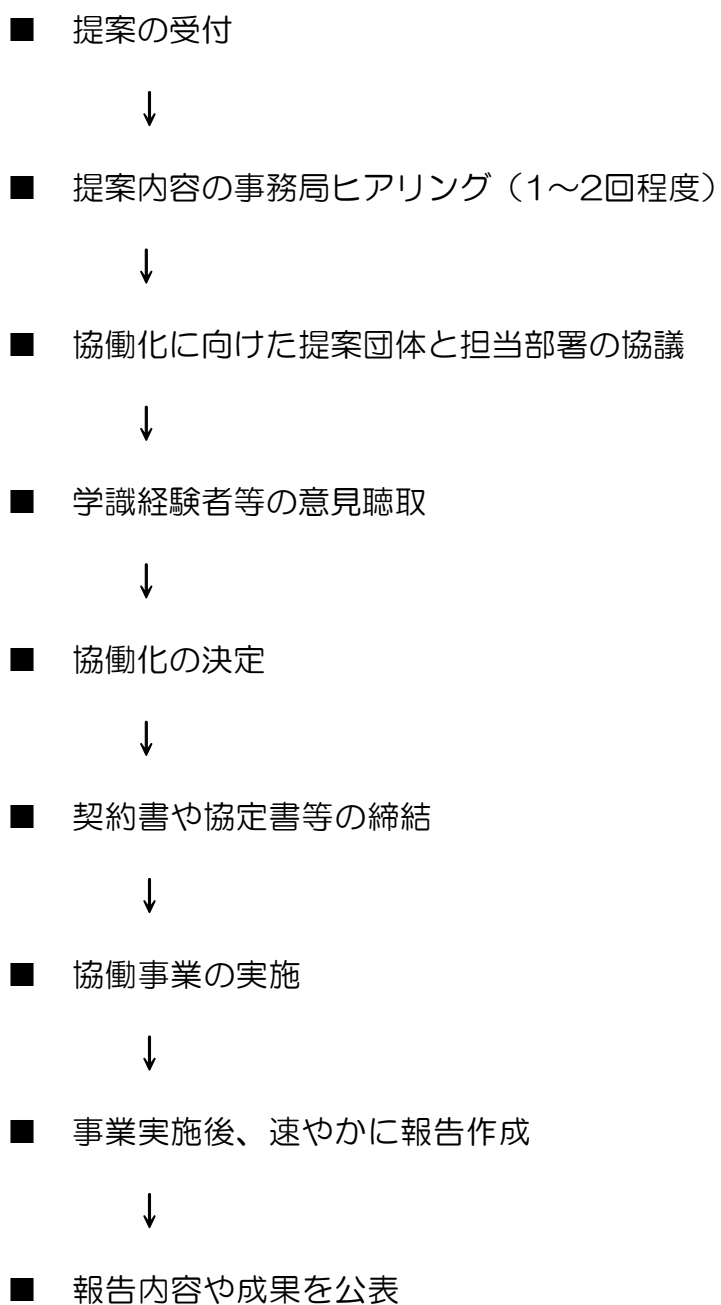 ■ 提案の受付
↓
■ 提案内容の事務局ヒアリング（1～2回程度）
↓
■ 協働化に向けた提案団体と担当部署の協議
↓
■ 学識経験者等の意見聴取
↓
■ 協働化の決定
↓
■ 契約書や協定書等の締結
↓
■ 協働事業の実施
↓
■ 事業実施後、速やかに報告作成
↓
■ 報告内容や成果を公表